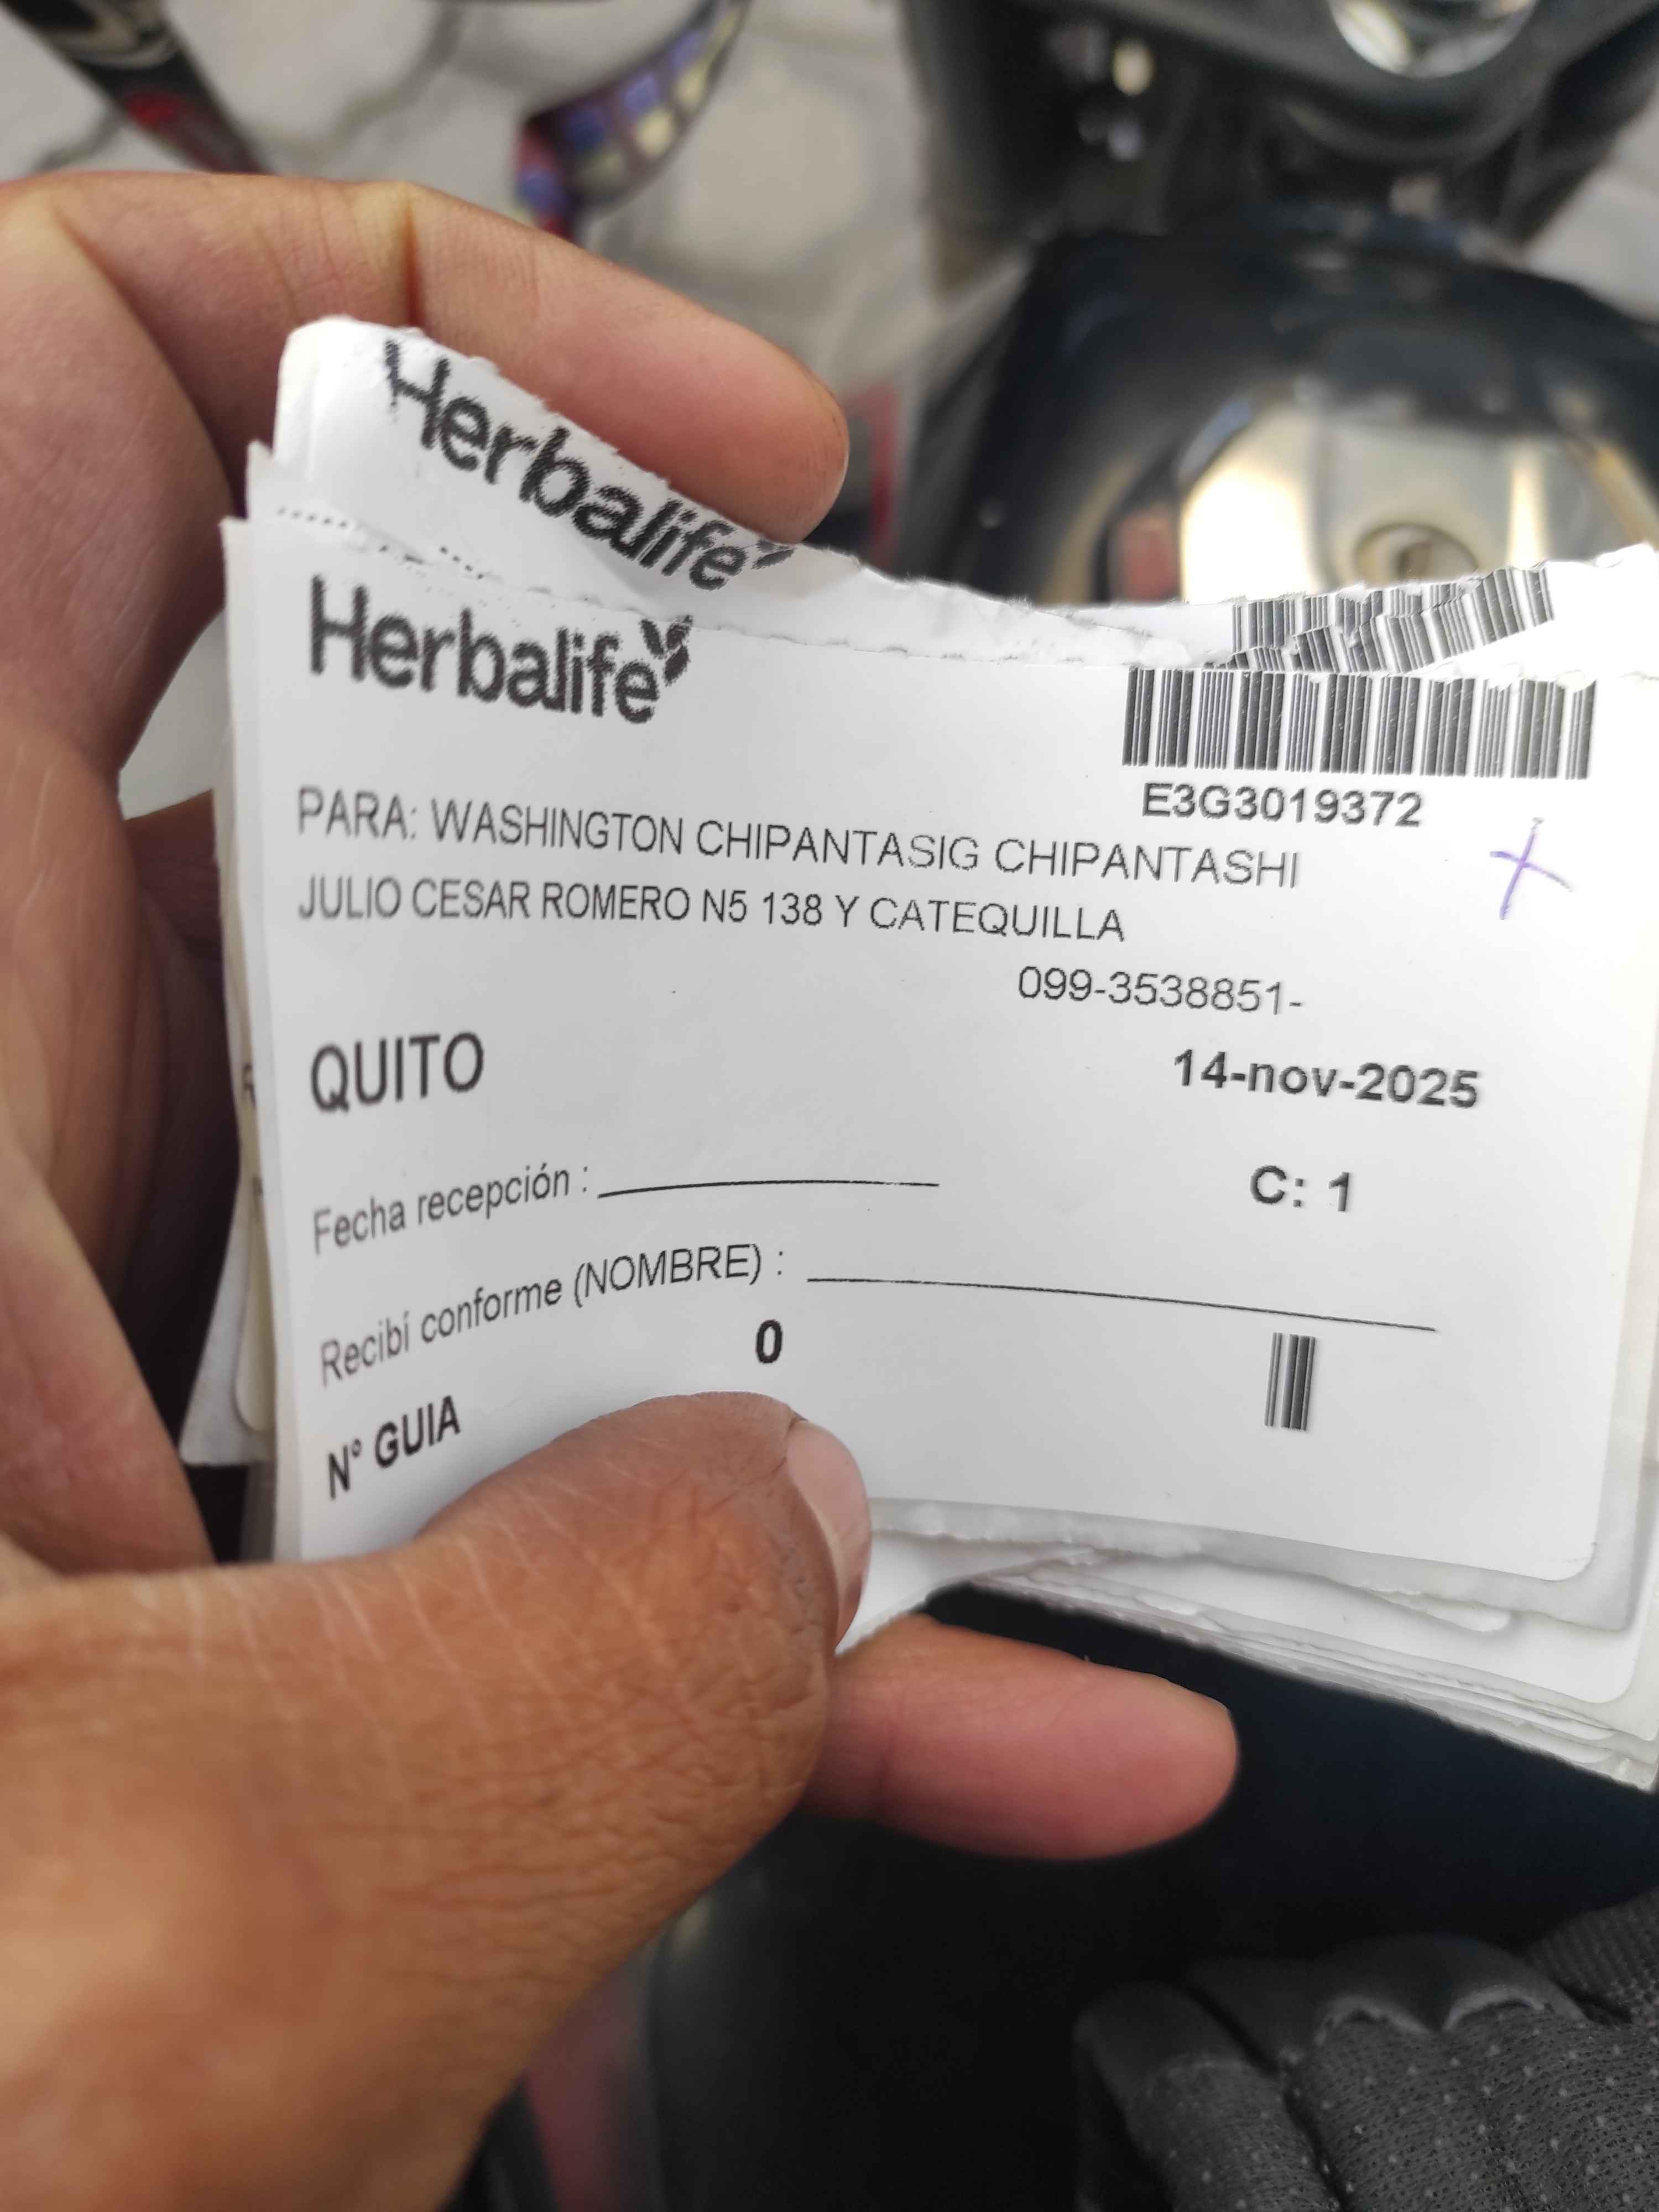 Herbalife
Herbalife
E3G3019372
PARA: WASHINGTON CHIPANTASIG CHIPANTASHI
JULIO CESAR ROMERO N5 138 Y CATEQUILLA
099-3538851-
QUITO
14-nov-2025
Fecha recepción :
C: 1
Recibí conforme (NOMBRE) :
0
Nº GUIA